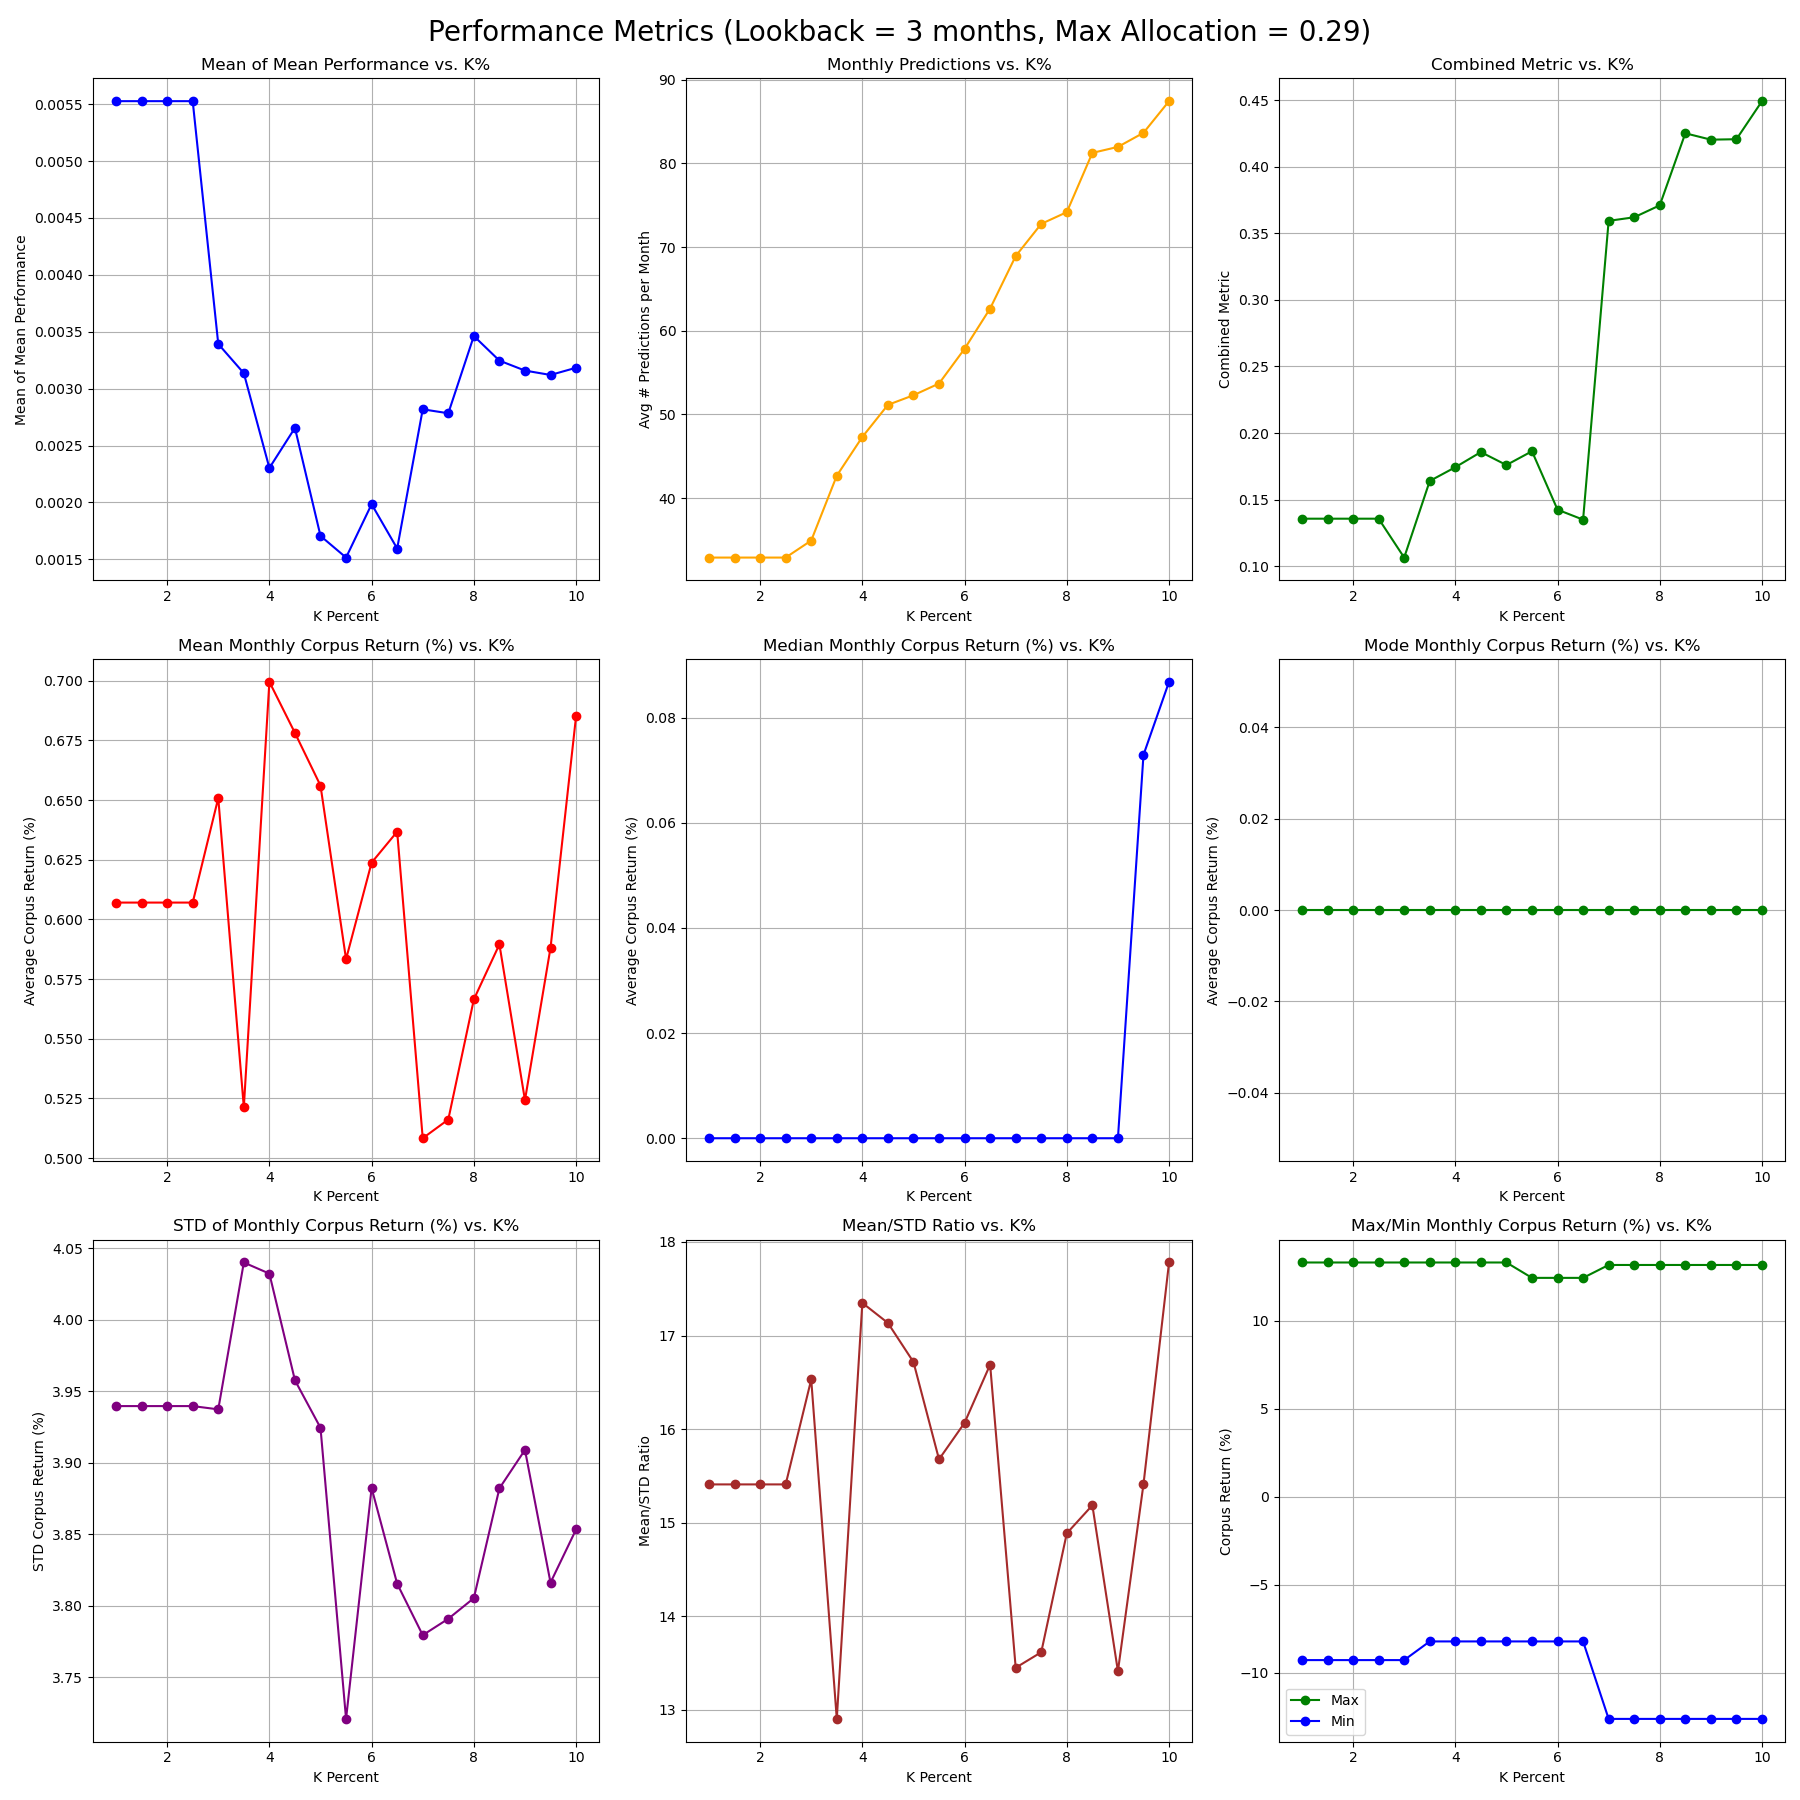 Performance Metrics (Lookback = 3 months, Max Allocation = 0.29)
Mean of Mean Performance vs. K%
Mean of Mean Performance
0.0055
0.0050
0.0045
0.0040
0.0035
0.0030
0.0025
0.0020
0.0015
2 4 6 8 10
K Percent
Monthly Predictions vs. K%
Avg # Predictions per Month
90
80
70
60
50
40
2 4 6 8 10
K Percent
Combined Metric vs. K%
Combined Metric
0.45
0.40
0.35
0.30
0.25
0.20
0.15
0.10
2 4 6 8 10
K Percent
Mean Monthly Corpus Return (%) vs. K%
Average Corpus Return (%)
0.700
0.675
0.650
0.625
0.600
0.575
0.550
0.525
0.500
2 4 6 8 10
K Percent
Median Monthly Corpus Return (%) vs. K%
Average Corpus Return (%)
0.08
0.06
0.04
0.02
0.00
2 4 6 8 10
K Percent
Mode Monthly Corpus Return (%) vs. K%
Average Corpus Return (%)
0.04
0.02
0.00
−0.02
−0.04
2 4 6 8 10
K Percent
STD of Monthly Corpus Return (%) vs. K%
STD Corpus Return (%)
4.05
4.00
3.95
3.90
3.85
3.80
3.75
2 4 6 8 10
K Percent
Mean/STD Ratio vs. K%
Mean/STD Ratio
18
17
16
15
14
13
2 4 6 8 10
K Percent
Max/Min Monthly Corpus Return (%) vs. K%
Corpus Return (%)
10
5
0
−5
−10
Max
Min
2 4 6 8 10
K Percent